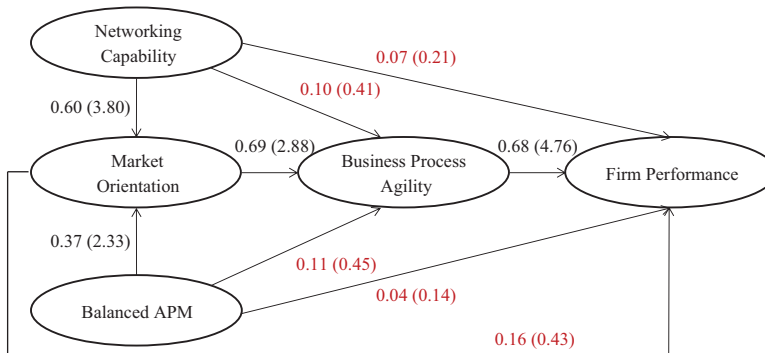 Networking
Capability
0.07 (0.21)
0.10 (0.41)
0.60 (3.80)
Market
Orientation
0.69 (2.88)
Business Process
Agility
0.68 (4.76)
Firm Performance
0.37 (2.33)
0.11 (0.45)
0.04 (0.14)
Balanced APM
0.16 (0.43)